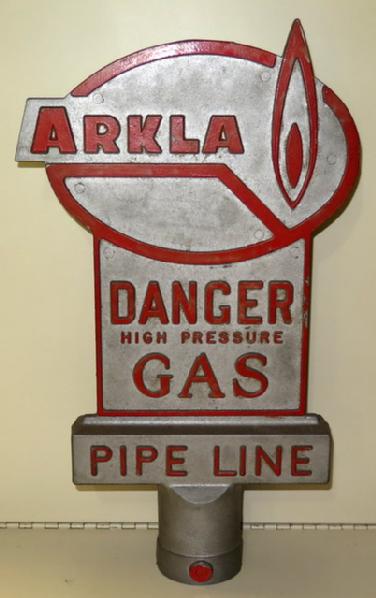 ARKLA
DANGER
HIGH PRESSURE
GAS
PIPE LINE